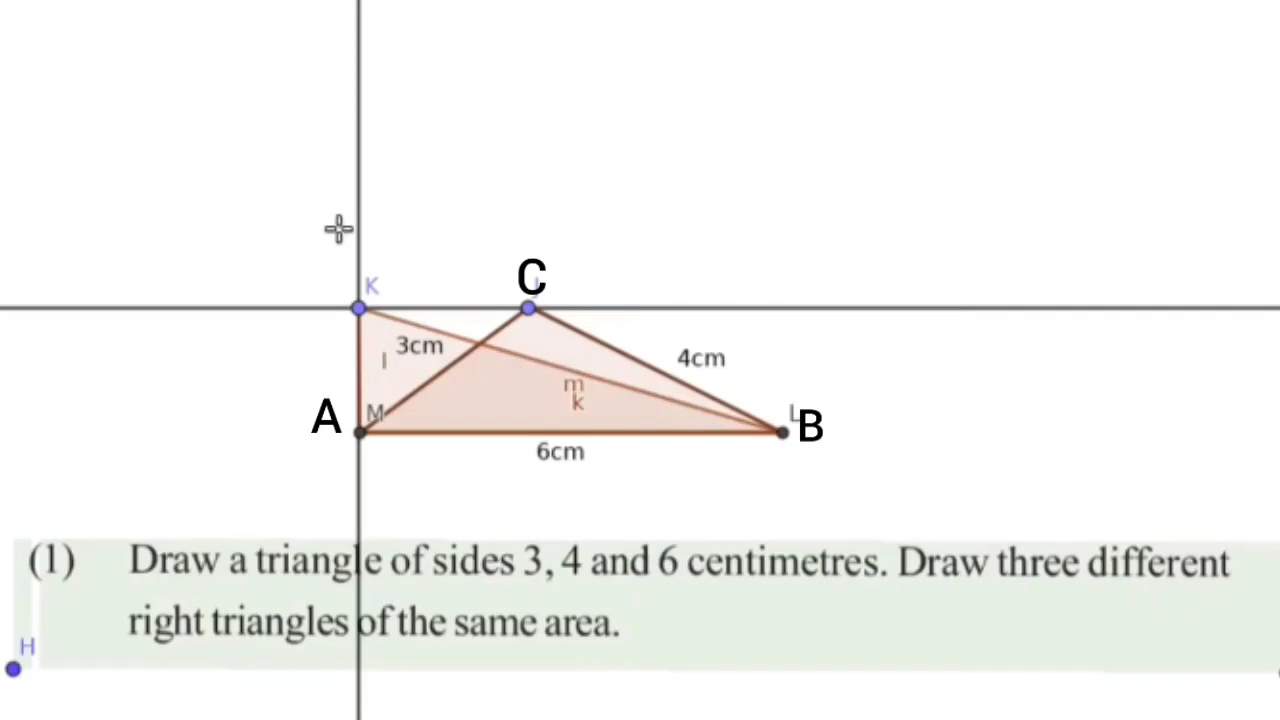 K
C
3cm
l
4cm
m
k
A
M
L
B
6cm
(1) Draw a triangle of sides 3, 4 and 6 centimetres. Draw three different
right triangles of the same area.
H